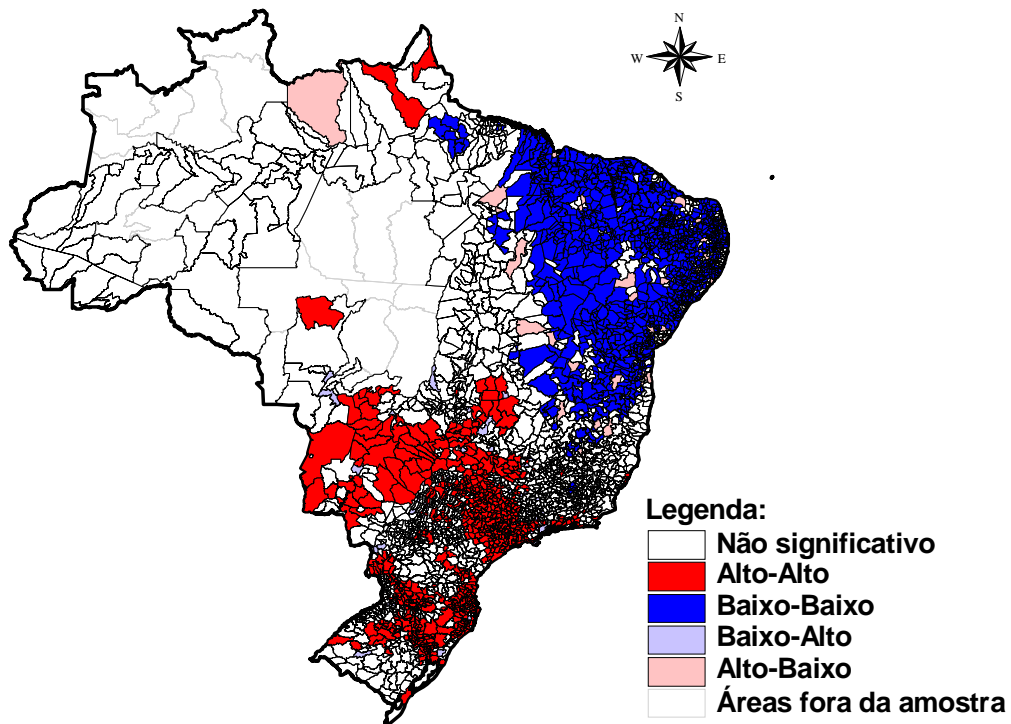 N
W E
S
Legenda:
Não significativo
Alto-Alto
Baixo-Baixo
Baixo-Alto
Alto-Baixo
Áreas fora da amostra